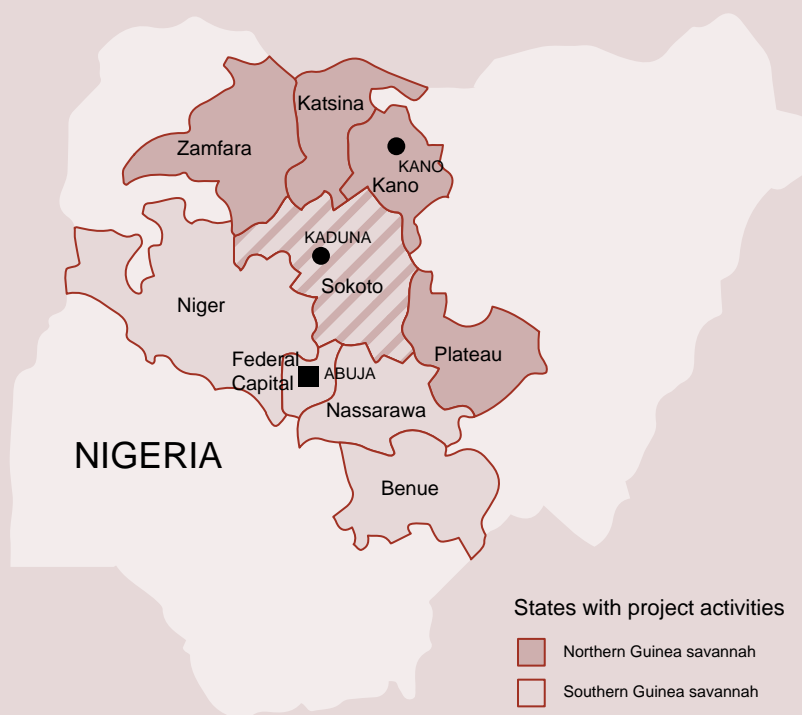 Katsina
Zamfara
KANO
Kano
KADUNA
Sokoto
Niger
Plateau
Federal
Capital
ABUJA
Nassarawa
NIGERIA
Benue
States with project activities
Northern Guinea savannah
Southern Guinea savannah